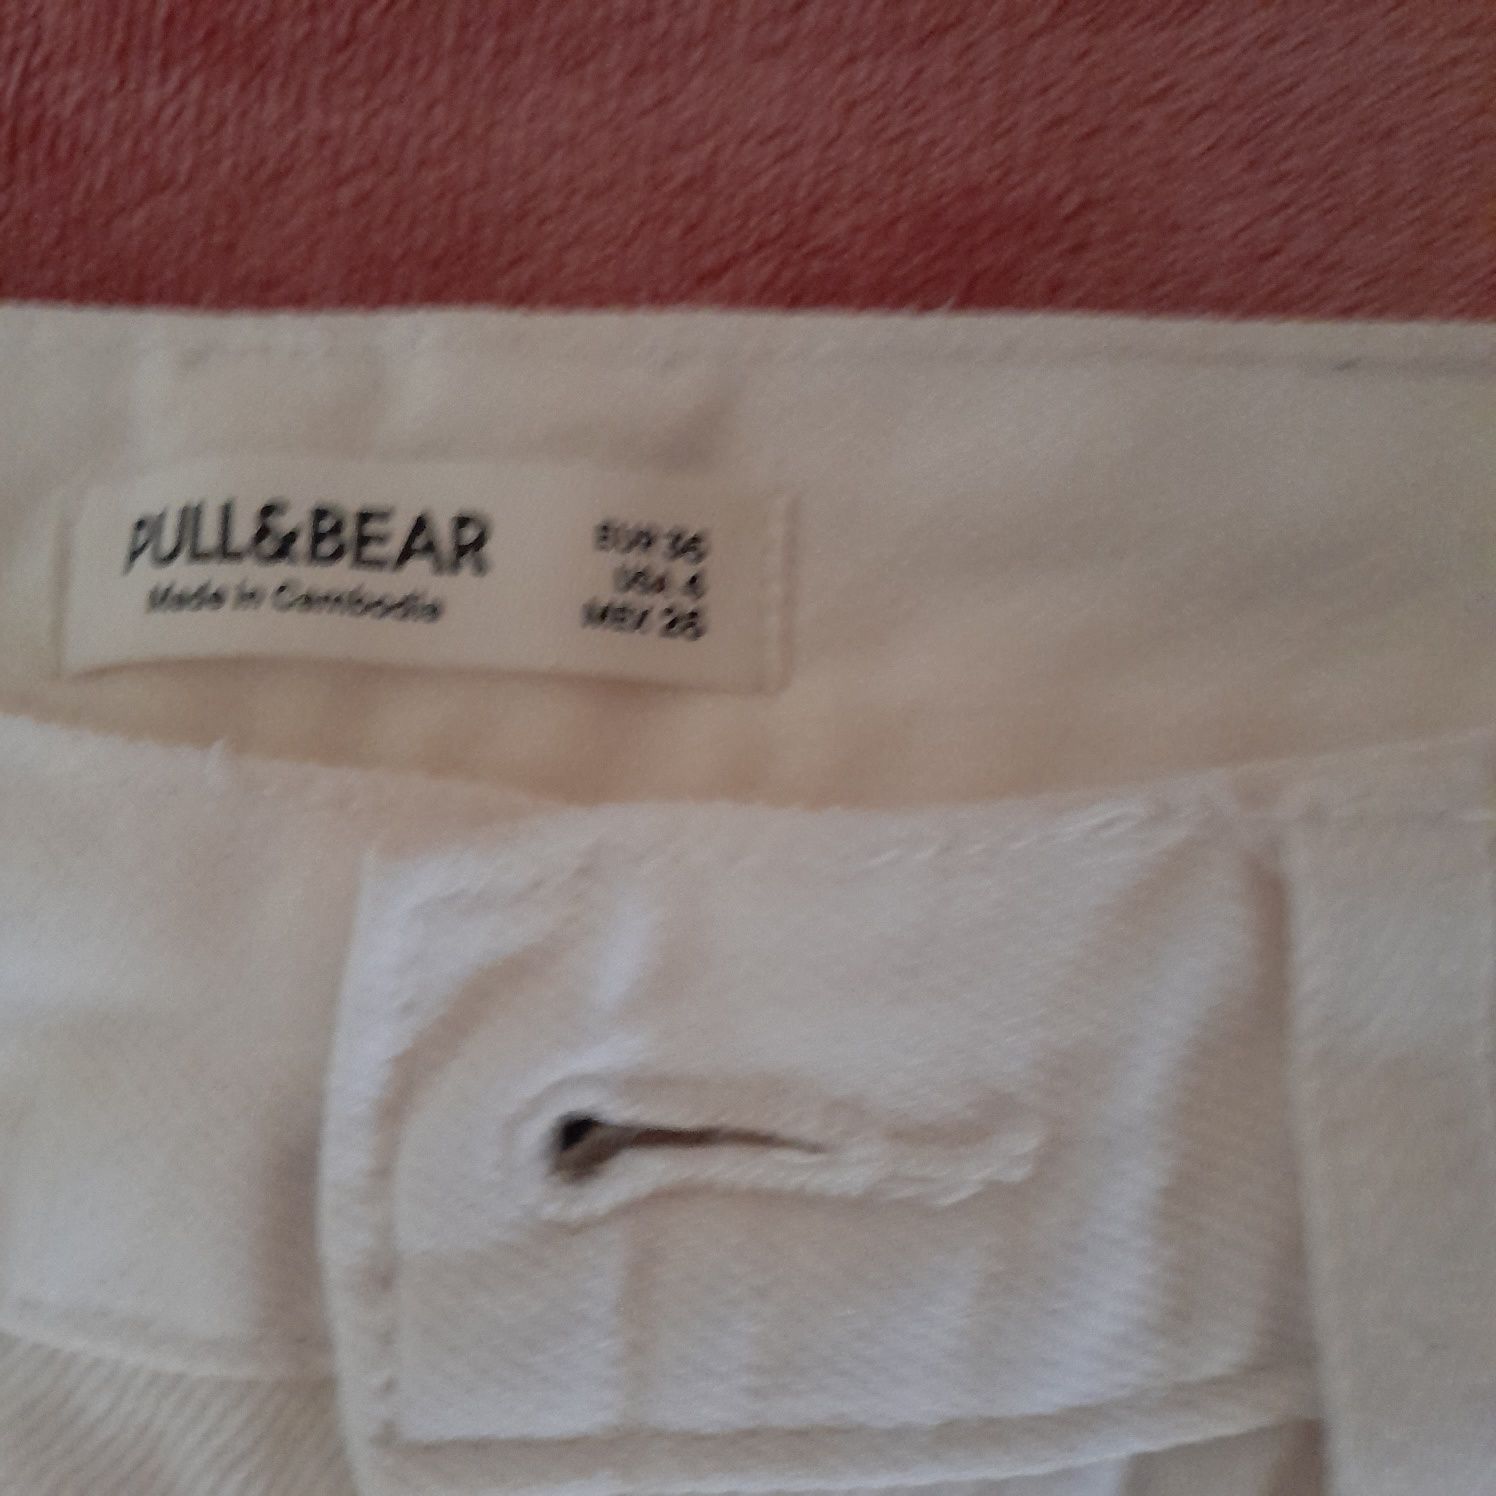 PULL&BEAR
Made in Cambodia
EUR 36
USA 4
MEX 26